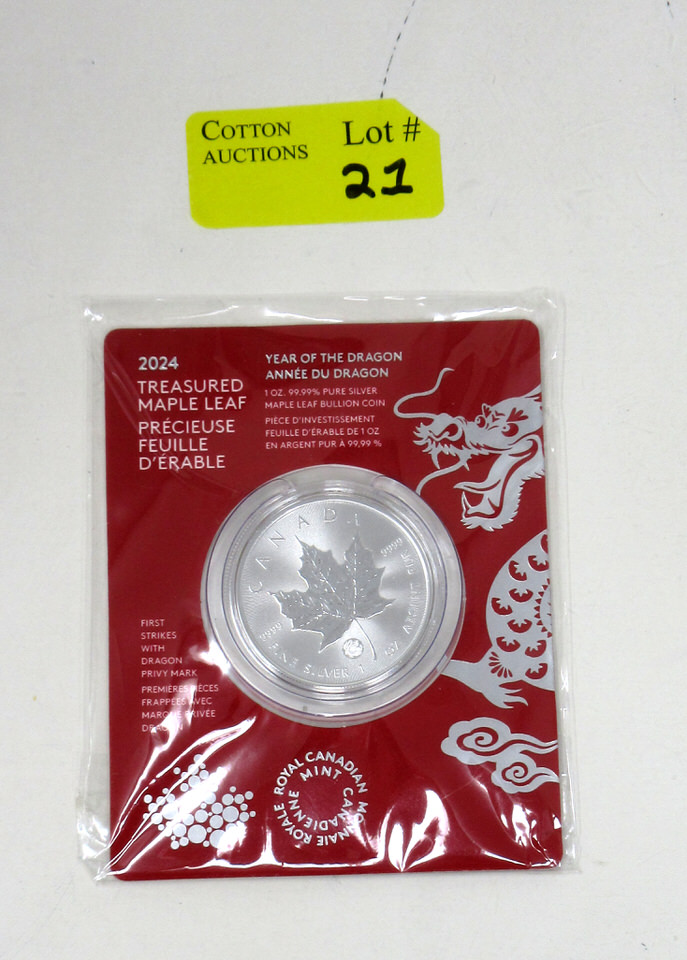 COTTON
AUCTIONS
Lot #
21
2024
TREASURED
MAPLE LEAF
PRÉCIEUSE
FEUILLE
D'ÉRABLE
YEAR OF THE DRAGON
ANNÉE DU DRAGON
1 OZ. 99.99% PURE SILVER
MAPLE LEAF BULLION COIN
PIÈCE D'INVESTISSEMENT
FEUILLE D'ÉRABLE DE 1 OZ
EN ARGENT PUR À 99,99 %
CANADA
9999
9999
FINE SILVER 1 OZ ARGENT PUR
FIRST
STRIKES
WITH
DRAGON
PRIVY MARK
PREMIÈRES PIÈCES
FRAPPÉES AVEC
MARQUE PRIVÉE
DRAGON
ROYAL CANADIAN MINT
MONNAIE ROYALE CANADIENNE